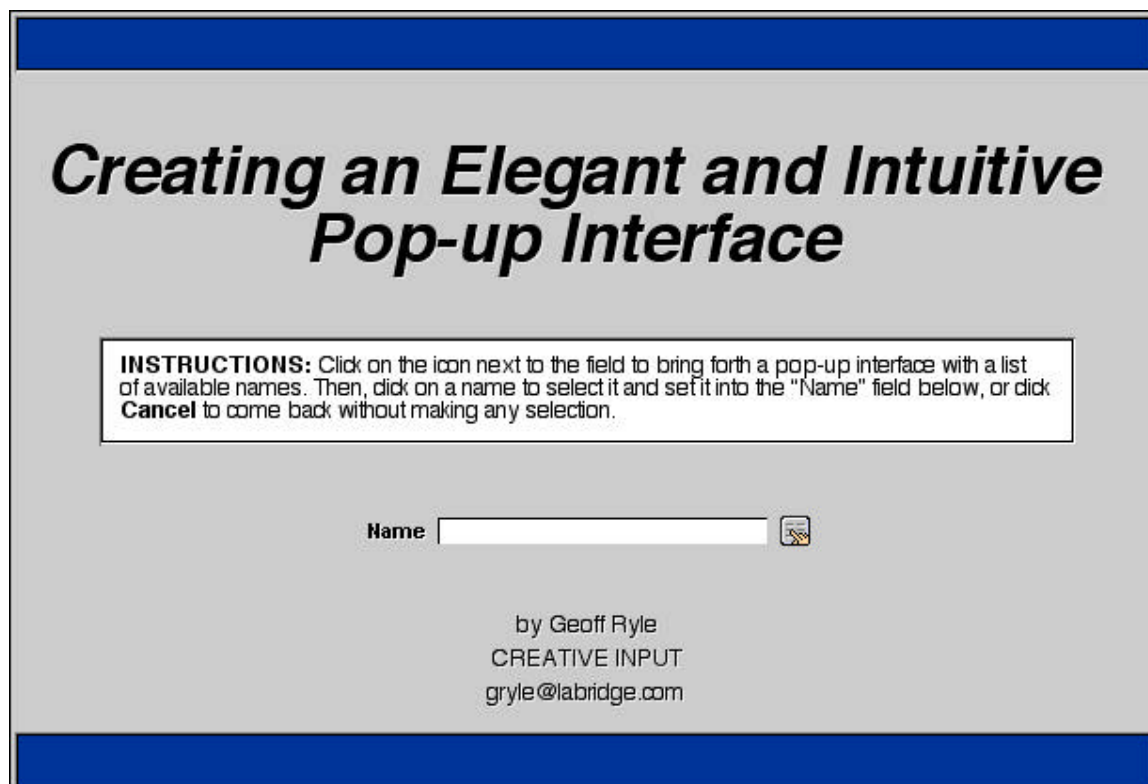 Creating an Elegant and Intuitive
Pop-up Interface
INSTRUCTIONS: Click on the icon next to the field to bring forth a pop-up interface with a list
of available names. Then, click on a name to select it and set it into the "Name" field below, or click
Cancel to come back without making any selection.
Name
by Geoff Ryle
CREATIVE INPUT
gryle@labridge.com